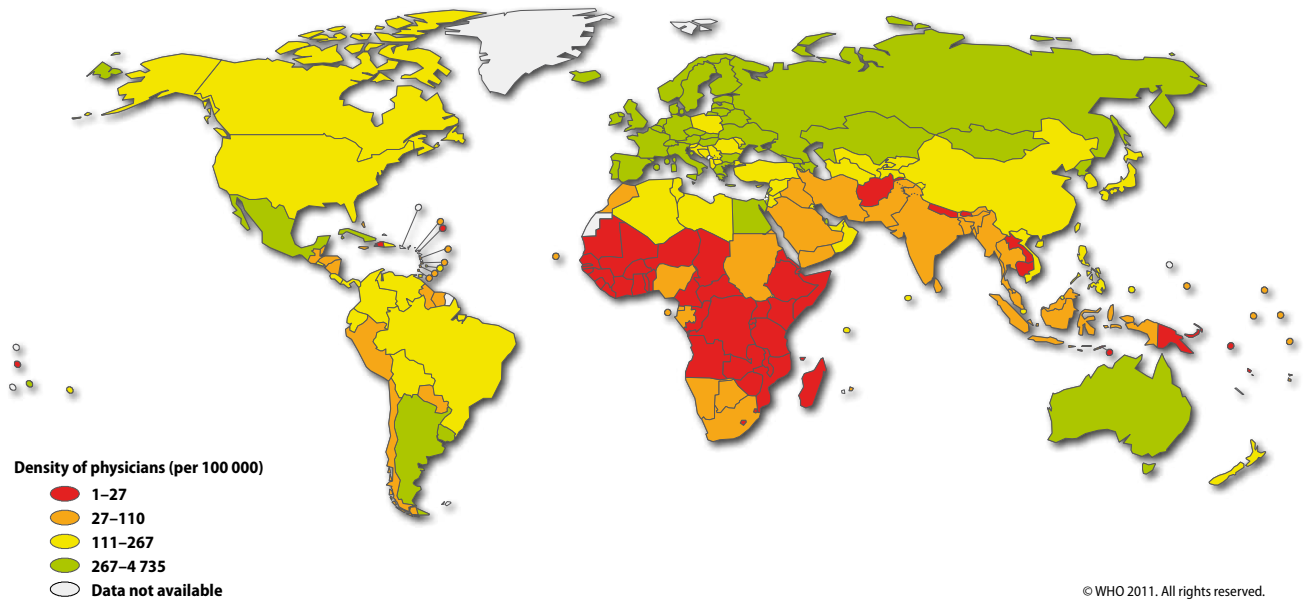 Density of physicians (per 100 000)
1–27
27–110
111–267
267–4 735
Data not available
© WHO 2011. All rights reserved.